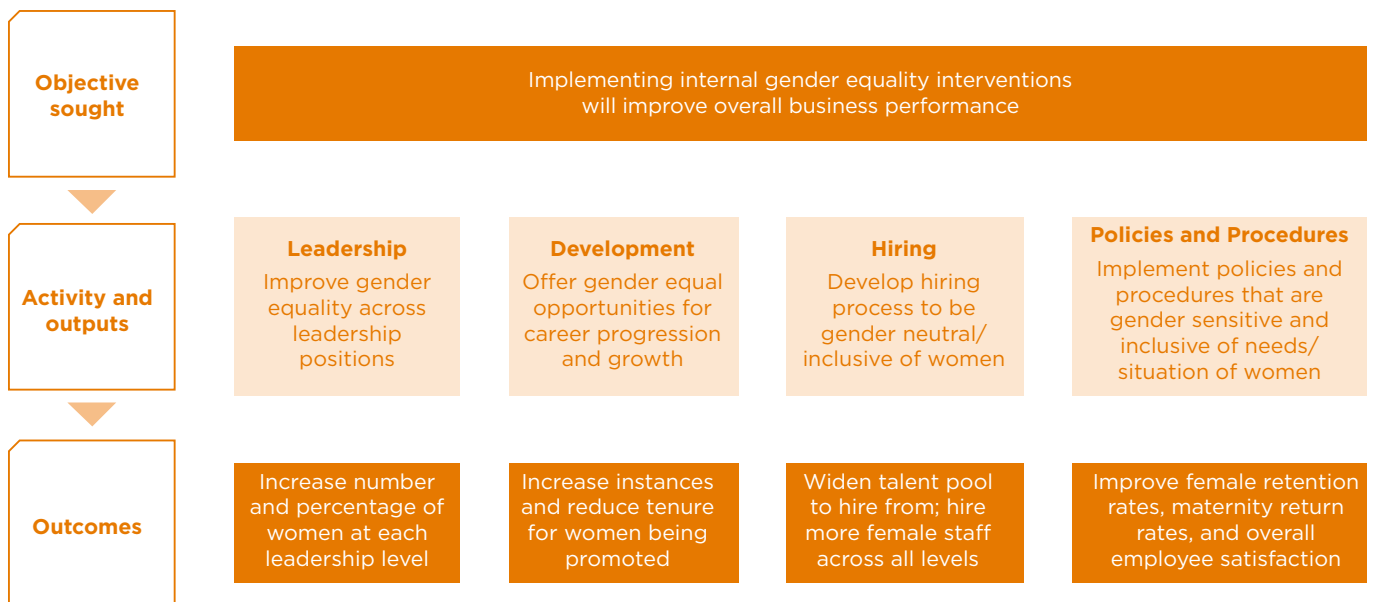 Objective
sought
Implementing internal gender equality interventions
will improve overall business performance
Activity and
outputs
Leadership
Improve gender
equality across
leadership
positions
Development
Offer gender equal
opportunities for
career progression
and growth
Hiring
Develop hiring
process to be
gender neutral/
inclusive of women
Policies and Procedures
Implement policies and
procedures that are
gender sensitive and
inclusive of needs/
situation of women
Outcomes
Increase number
and percentage of
women at each
leadership level
Increase instances
and reduce tenure
for women being
promoted
Widen talent pool
to hire from; hire
more female staff
across all levels
Improve female retention
rates, maternity return
rates, and overall
employee satisfaction